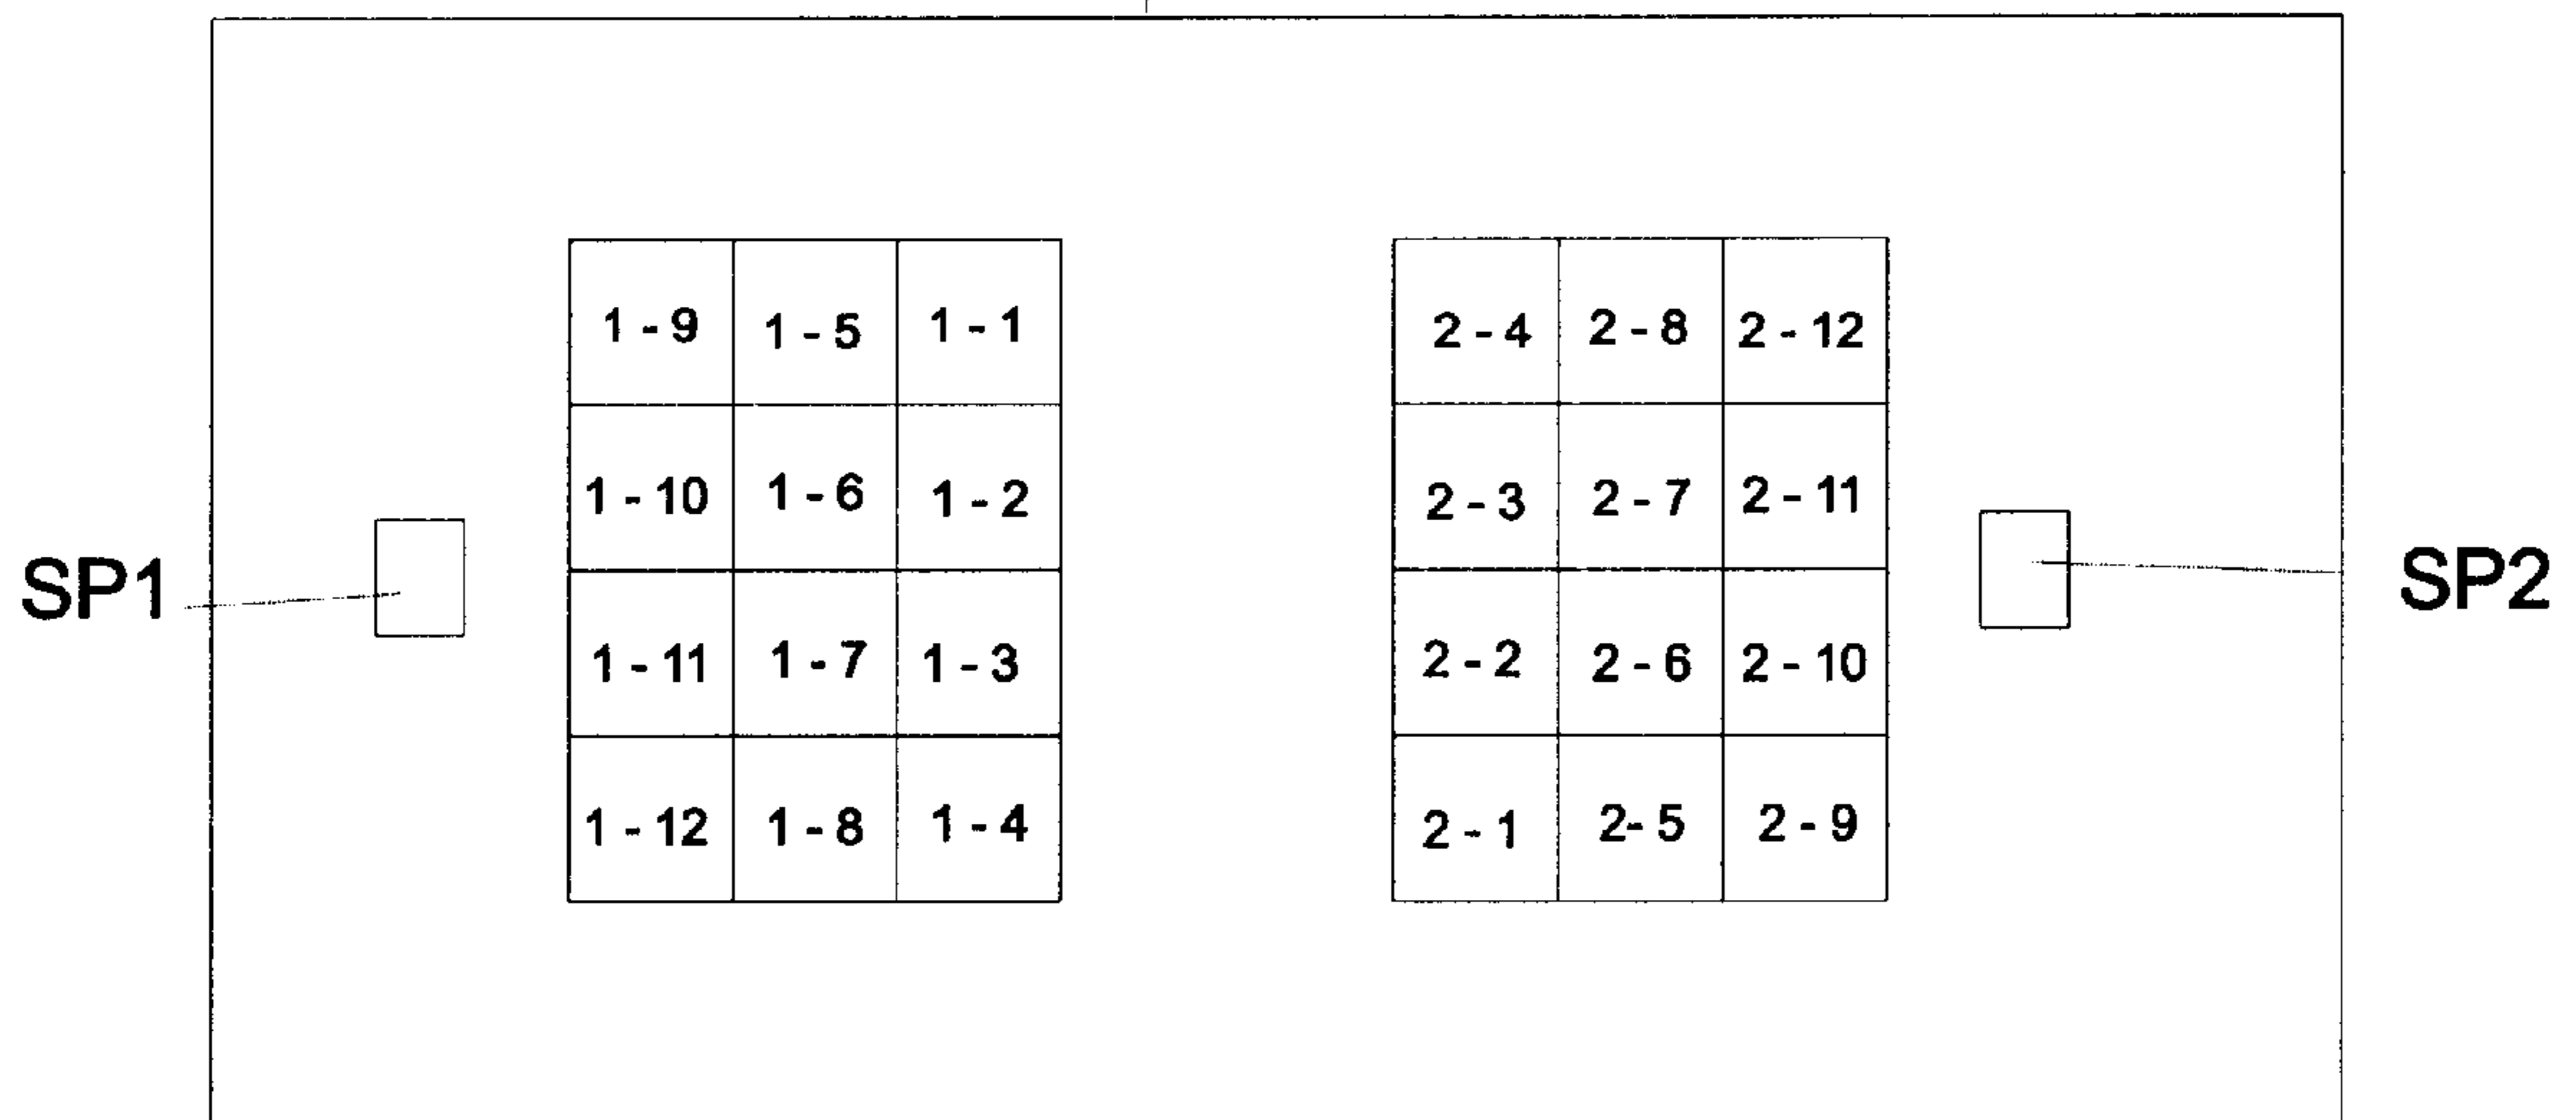 1 - 9 1 - 5 1 - 1 2 - 4 2 - 8 2 - 12
1 - 10 1 - 6 1 - 2 2 - 3 2 - 7 2 - 11
SP1 SP2
1 - 11 1 - 7 1 - 3 2 - 2 2 - 6 2 - 10
1 - 12 1 - 8 1 - 4 2 - 1 2- 5 2 - 9